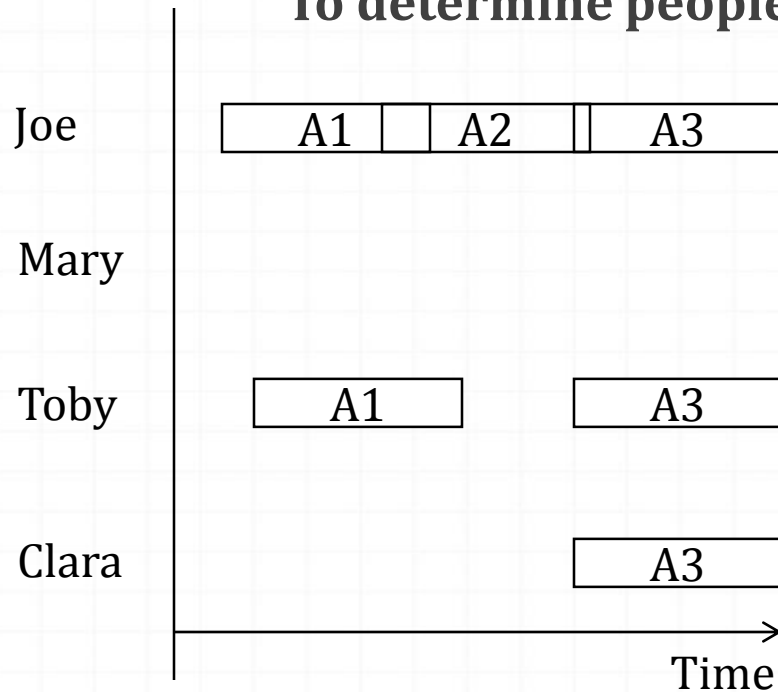 To determine people
Joe A1 A2 A3
Mary
Toby A1 A3
Clara A3
Time